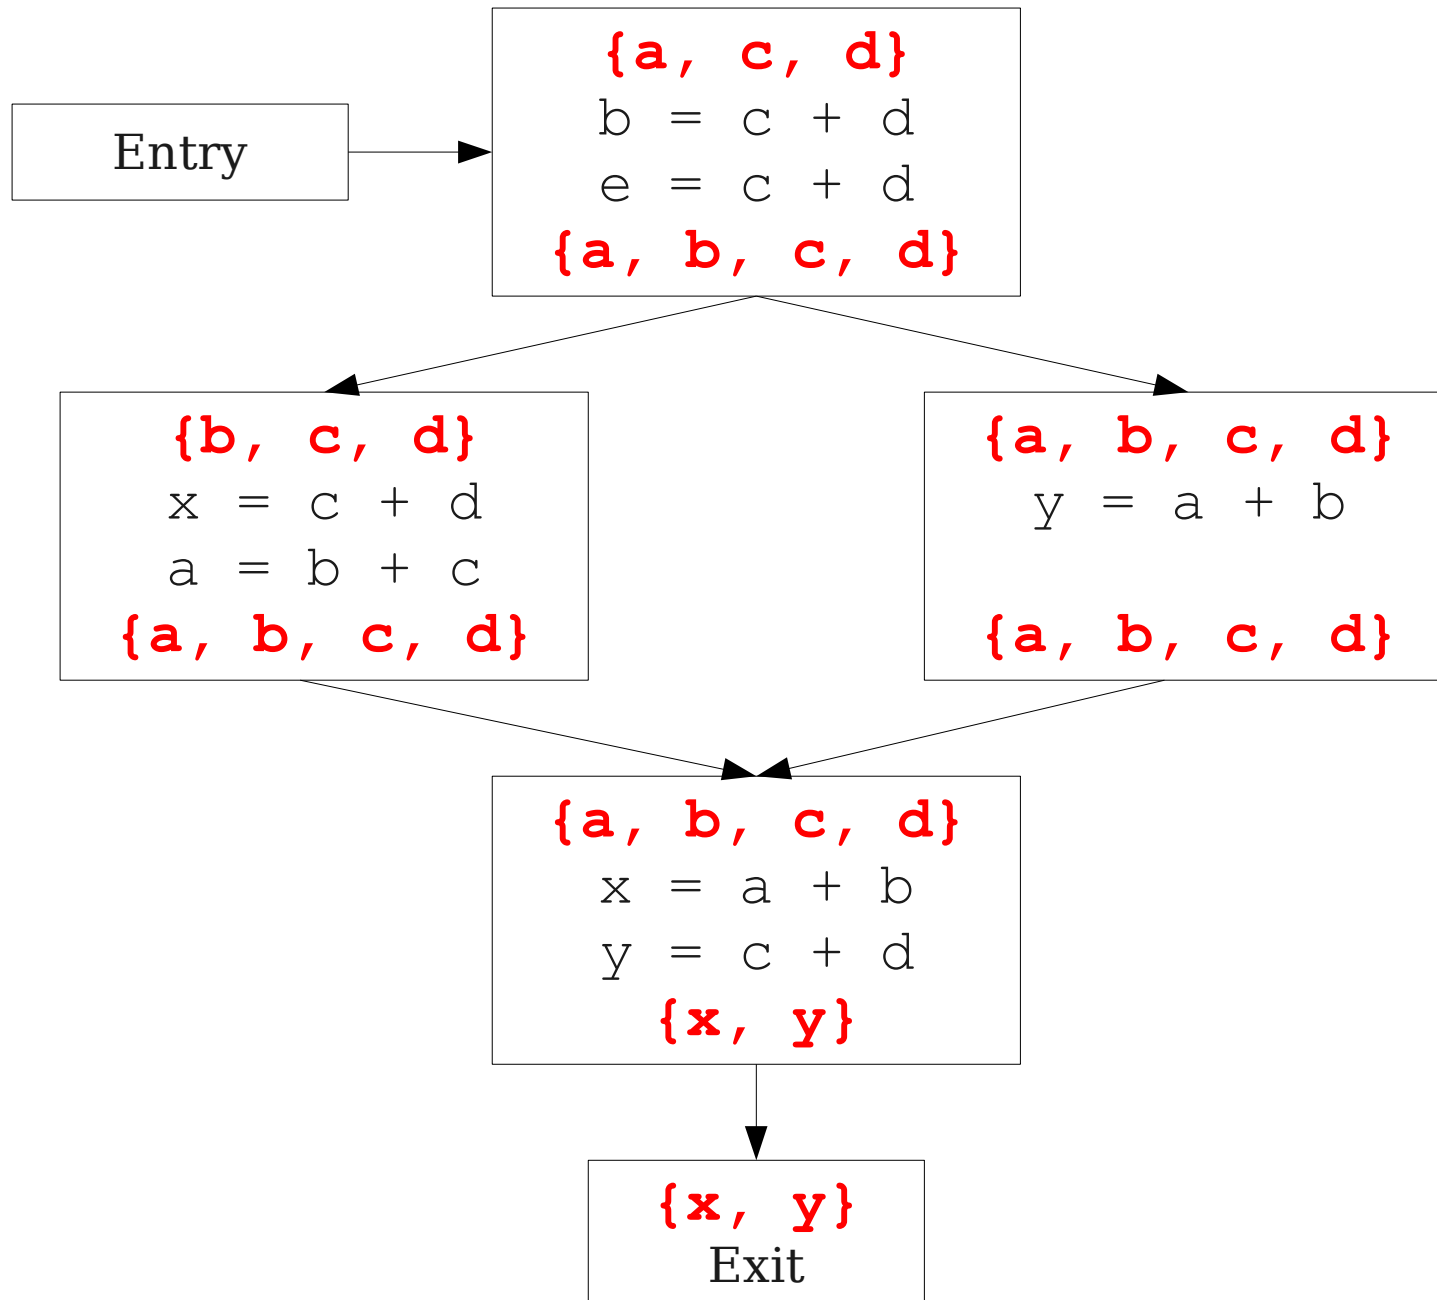 Entry
{a, c, d}
b = c + d
e = c + d
{a, b, c, d}
{b, c, d}
x = c + d
a = b + c
{a, b, c, d}
{a, b, c, d}
y = a + b
{a, b, c, d}
{a, b, c, d}
x = a + b
y = c + d
{x, y}
{x, y}
Exit